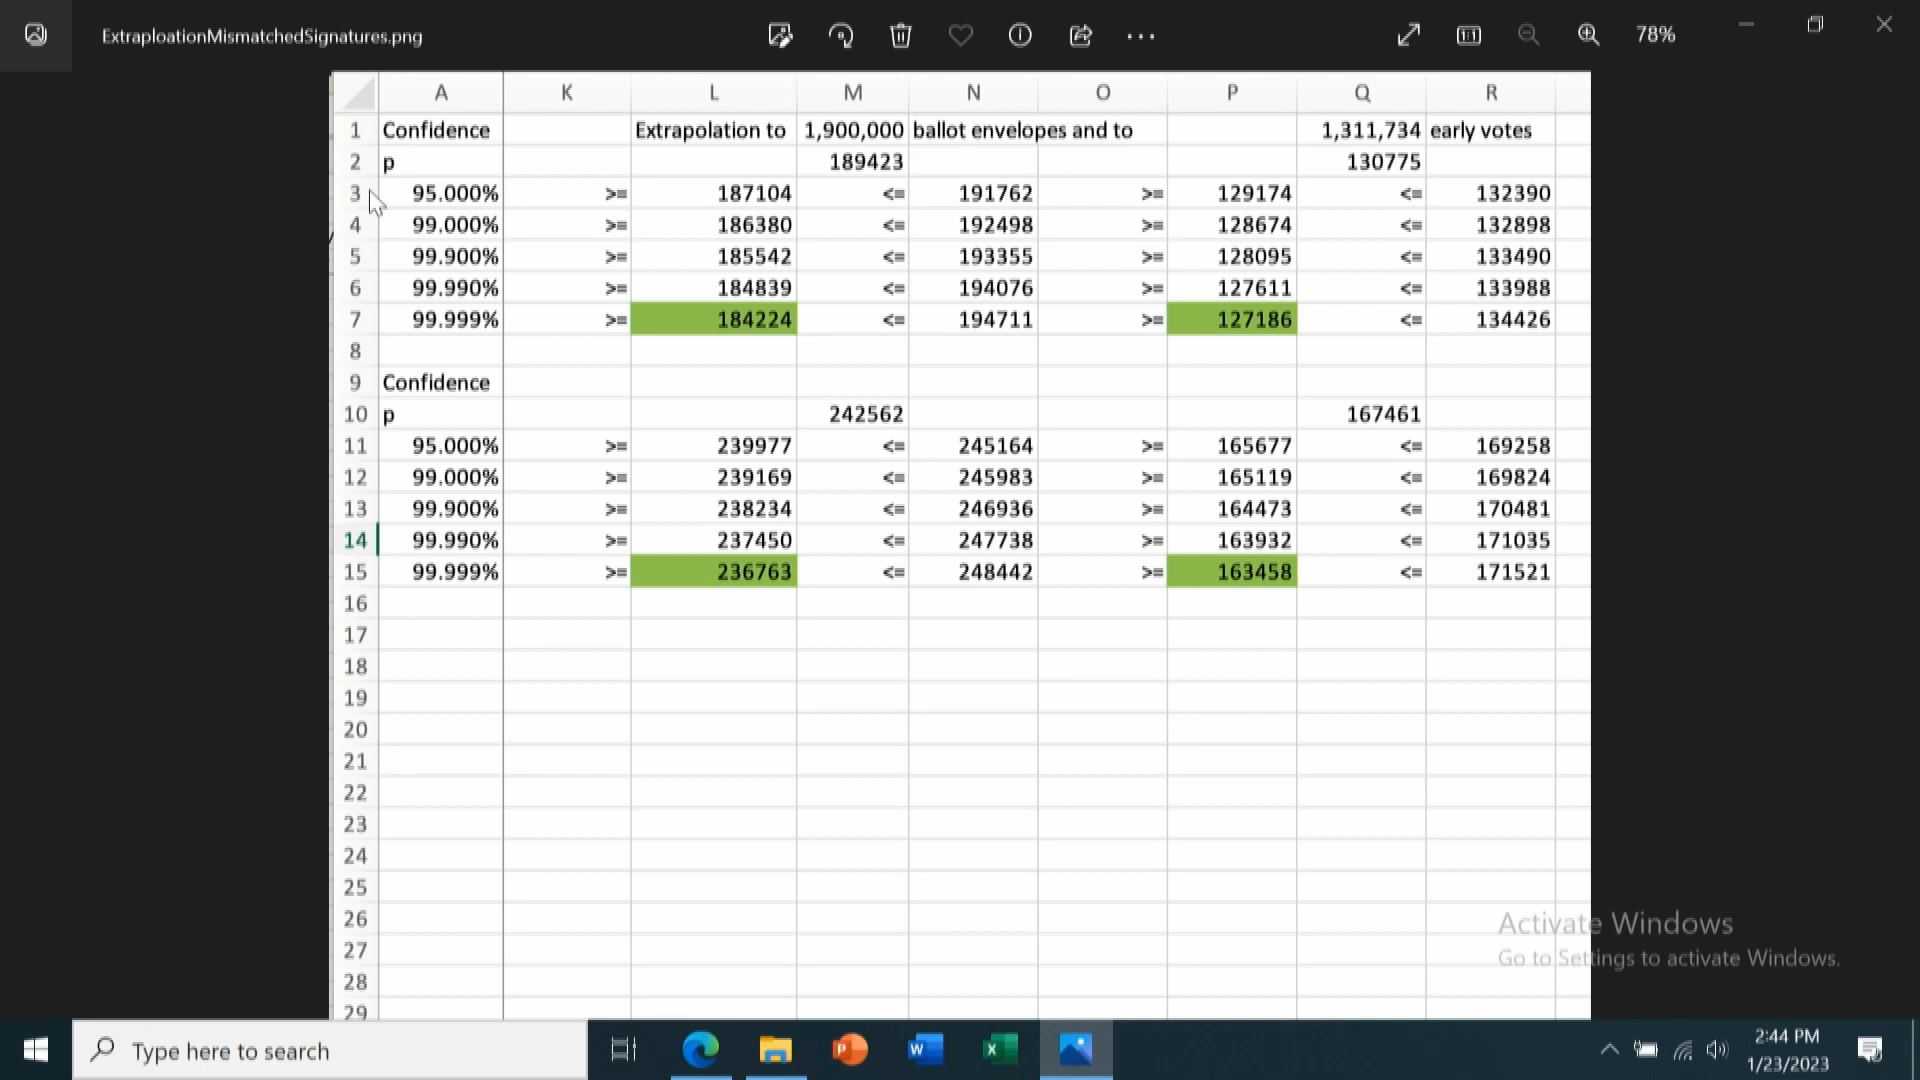 ExtraploationMismatchedSignatures.png
78%
A K L M N O P Q R
1 Confidence Extrapolation to 1,900,000 ballot envelopes and to 1,311,734 early votes
2 p 189423 130775
3 95.000% >= 187104 <= 191762 >= 129174 <= 132390
4 99.000% >= 186380 <= 192498 >= 128674 <= 132898
5 99.900% >= 185542 <= 193355 >= 128095 <= 133490
6 99.990% >= 184839 <= 194076 >= 127611 <= 133988
7 99.999% >= 184224 <= 194711 >= 127186 <= 134426
8
9 Confidence
10 p 242562 167461
11 95.000% >= 239977 <= 245164 >= 165677 <= 169258
12 99.000% >= 239169 <= 245983 >= 165119 <= 169824
13 99.900% >= 238234 <= 246936 >= 164473 <= 170481
14 99.990% >= 237450 <= 247738 >= 163932 <= 171035
15 99.999% >= 236763 <= 248442 >= 163458 <= 171521
16
17
18
19
20
21
22
23
24
25
26
27
28
29
Activate Windows
Go to Settings to activate Windows.
Type here to search
2:44 PM
1/23/2023